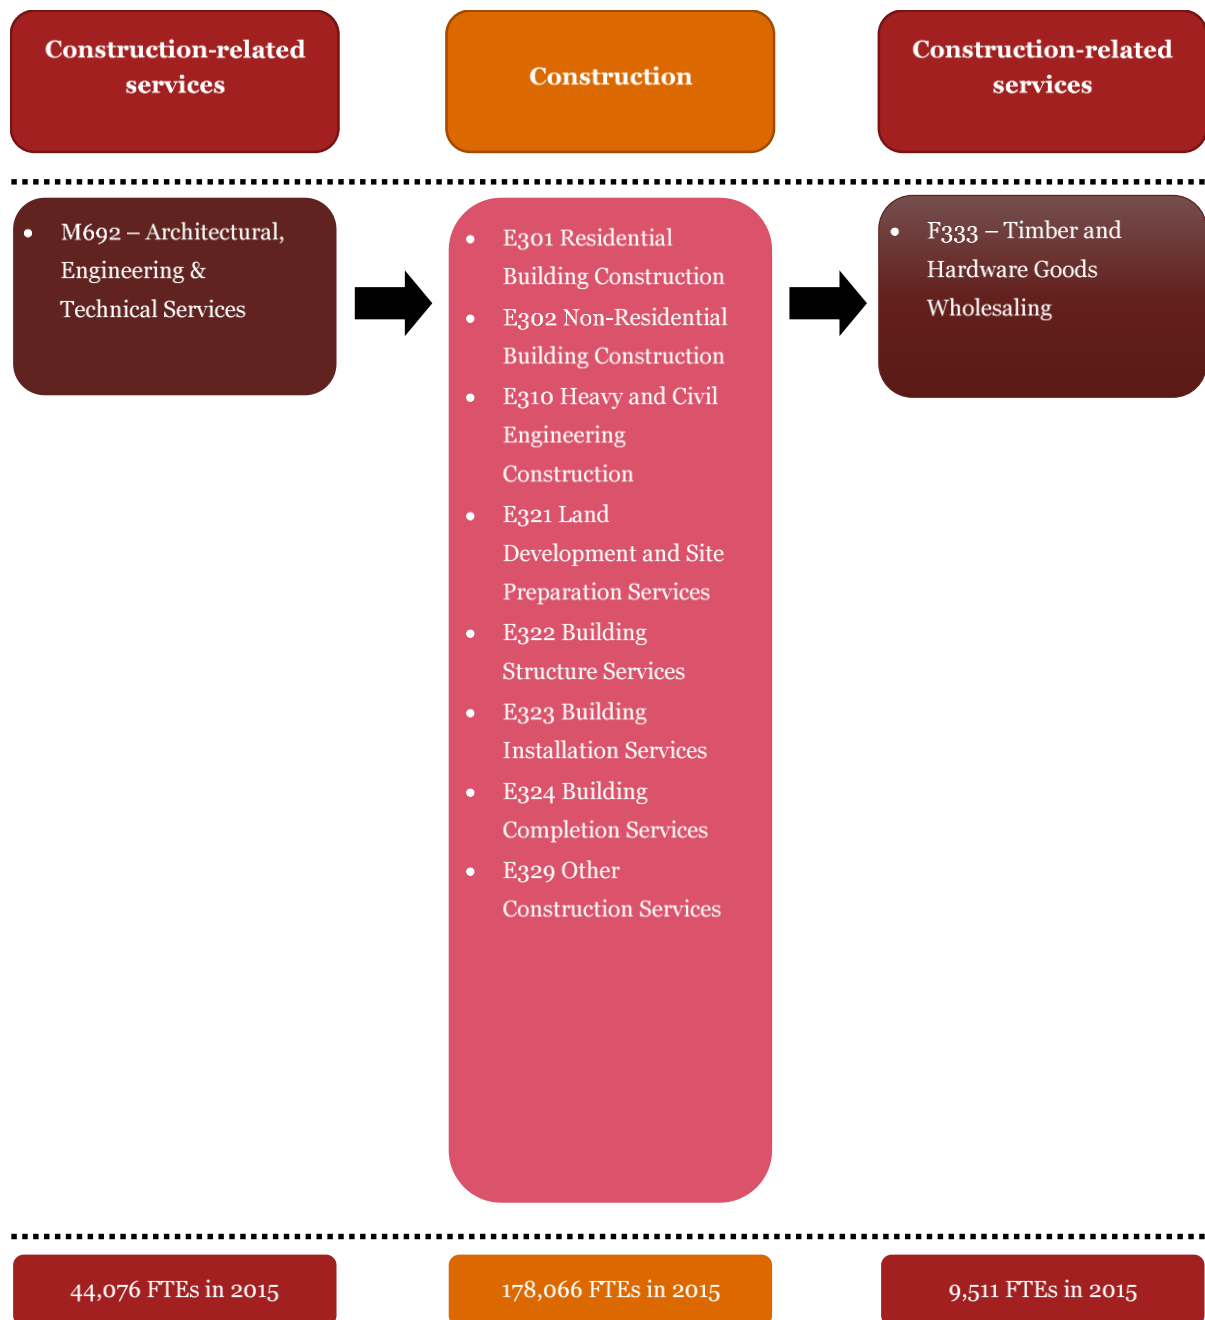 Construction-related
services
Construction
Construction-related
services
• M692 – Architectural,
Engineering &
Technical Services
• E301 Residential
Building Construction
• E302 Non-Residential
Building Construction
• E310 Heavy and Civil
Engineering
Construction
• E321 Land
Development and Site
Preparation Services
• E322 Building
Structure Services
• E323 Building
Installation Services
• E324 Building
Completion Services
• E329 Other
Construction Services
• F333 – Timber and
Hardware Goods
Wholesaling
44,076 FTEs in 2015
178,066 FTEs in 2015
9,511 FTEs in 2015